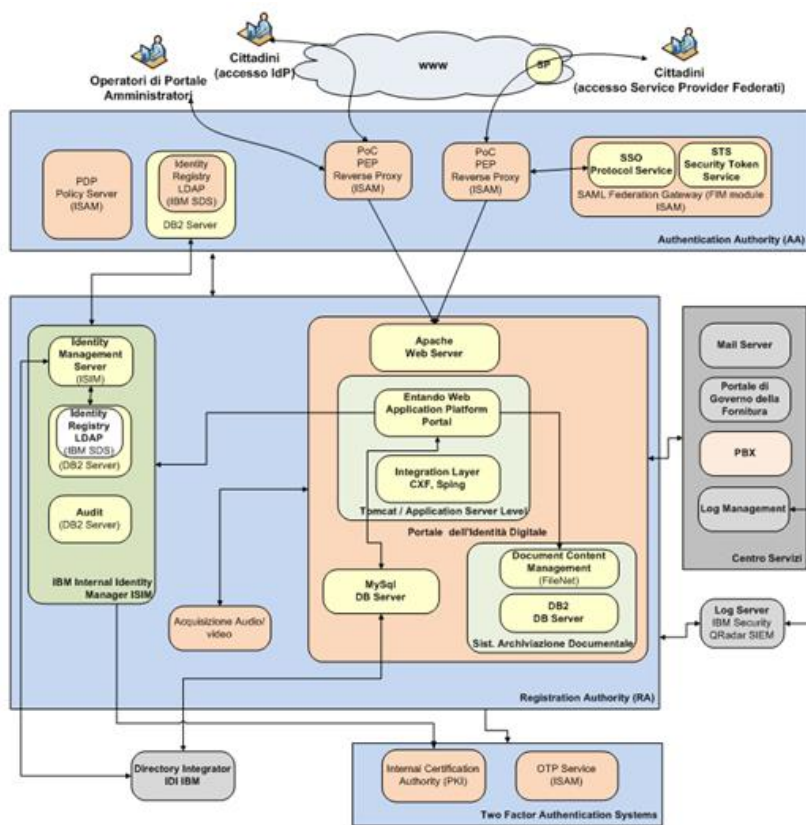 Cittadini
(accesso IdP)
Operatori di Portale
Amministratori
www
SP
Cittadini
(accesso Service Provider Federati)
PDP
Policy Server
(ISAM)
Identity
Registry
LDAP
(IBM SDS)
DB2 Server
PoC
PEP
Reverse Proxy
(ISAM)
PoC
PEP
Reverse Proxy
(ISAM)
SSO
Protocol Service
STS
Security Token
Service
SAML Federation Gateway (FIM module
ISAM)
Authentication Authority (AA)
Identity
Management
Server
(ISIM)
Identity
Registry
LDAP
(IBM SDS)
(DB2 Server)
Audit
(DB2 Server)
IBM Internal Identity
Manager ISIM
Apache
Web Server
Entando Web
Application Platform
Portal
Integration Layer
CXF, Sping
Tomcat / Application Server Level
Portale dell'Identità Digitale
MySql
DB Server
Document Content
Management
(FileNet)
DB2
DB Server
Sist. Archiviazione Documentale
Acquisizione Audio/
video
Registration Authority (RA)
Mail Server
Portale di
Governo della
Fornitura
PBX
Log Management
Centro Servizi
Log Server
IBM Security
QRadar SIEM
Directory Integrator
IDI IBM
Internal Certification
Authority (PKI)
OTP Service
(ISAM)
Two Factor Authentication Systems